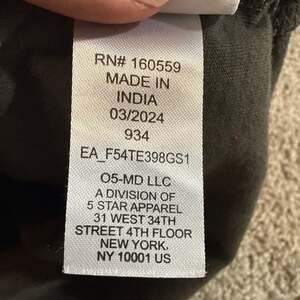 RN# 160559
MADE IN
INDIA
03/2024
934
EA_F54TE398GS1
O5-MD LLC
A DIVISION OF
5 STAR APPAREL
31 WEST 34TH
STREET 4TH FLOOR
NEW YORK.
NY 10001 US